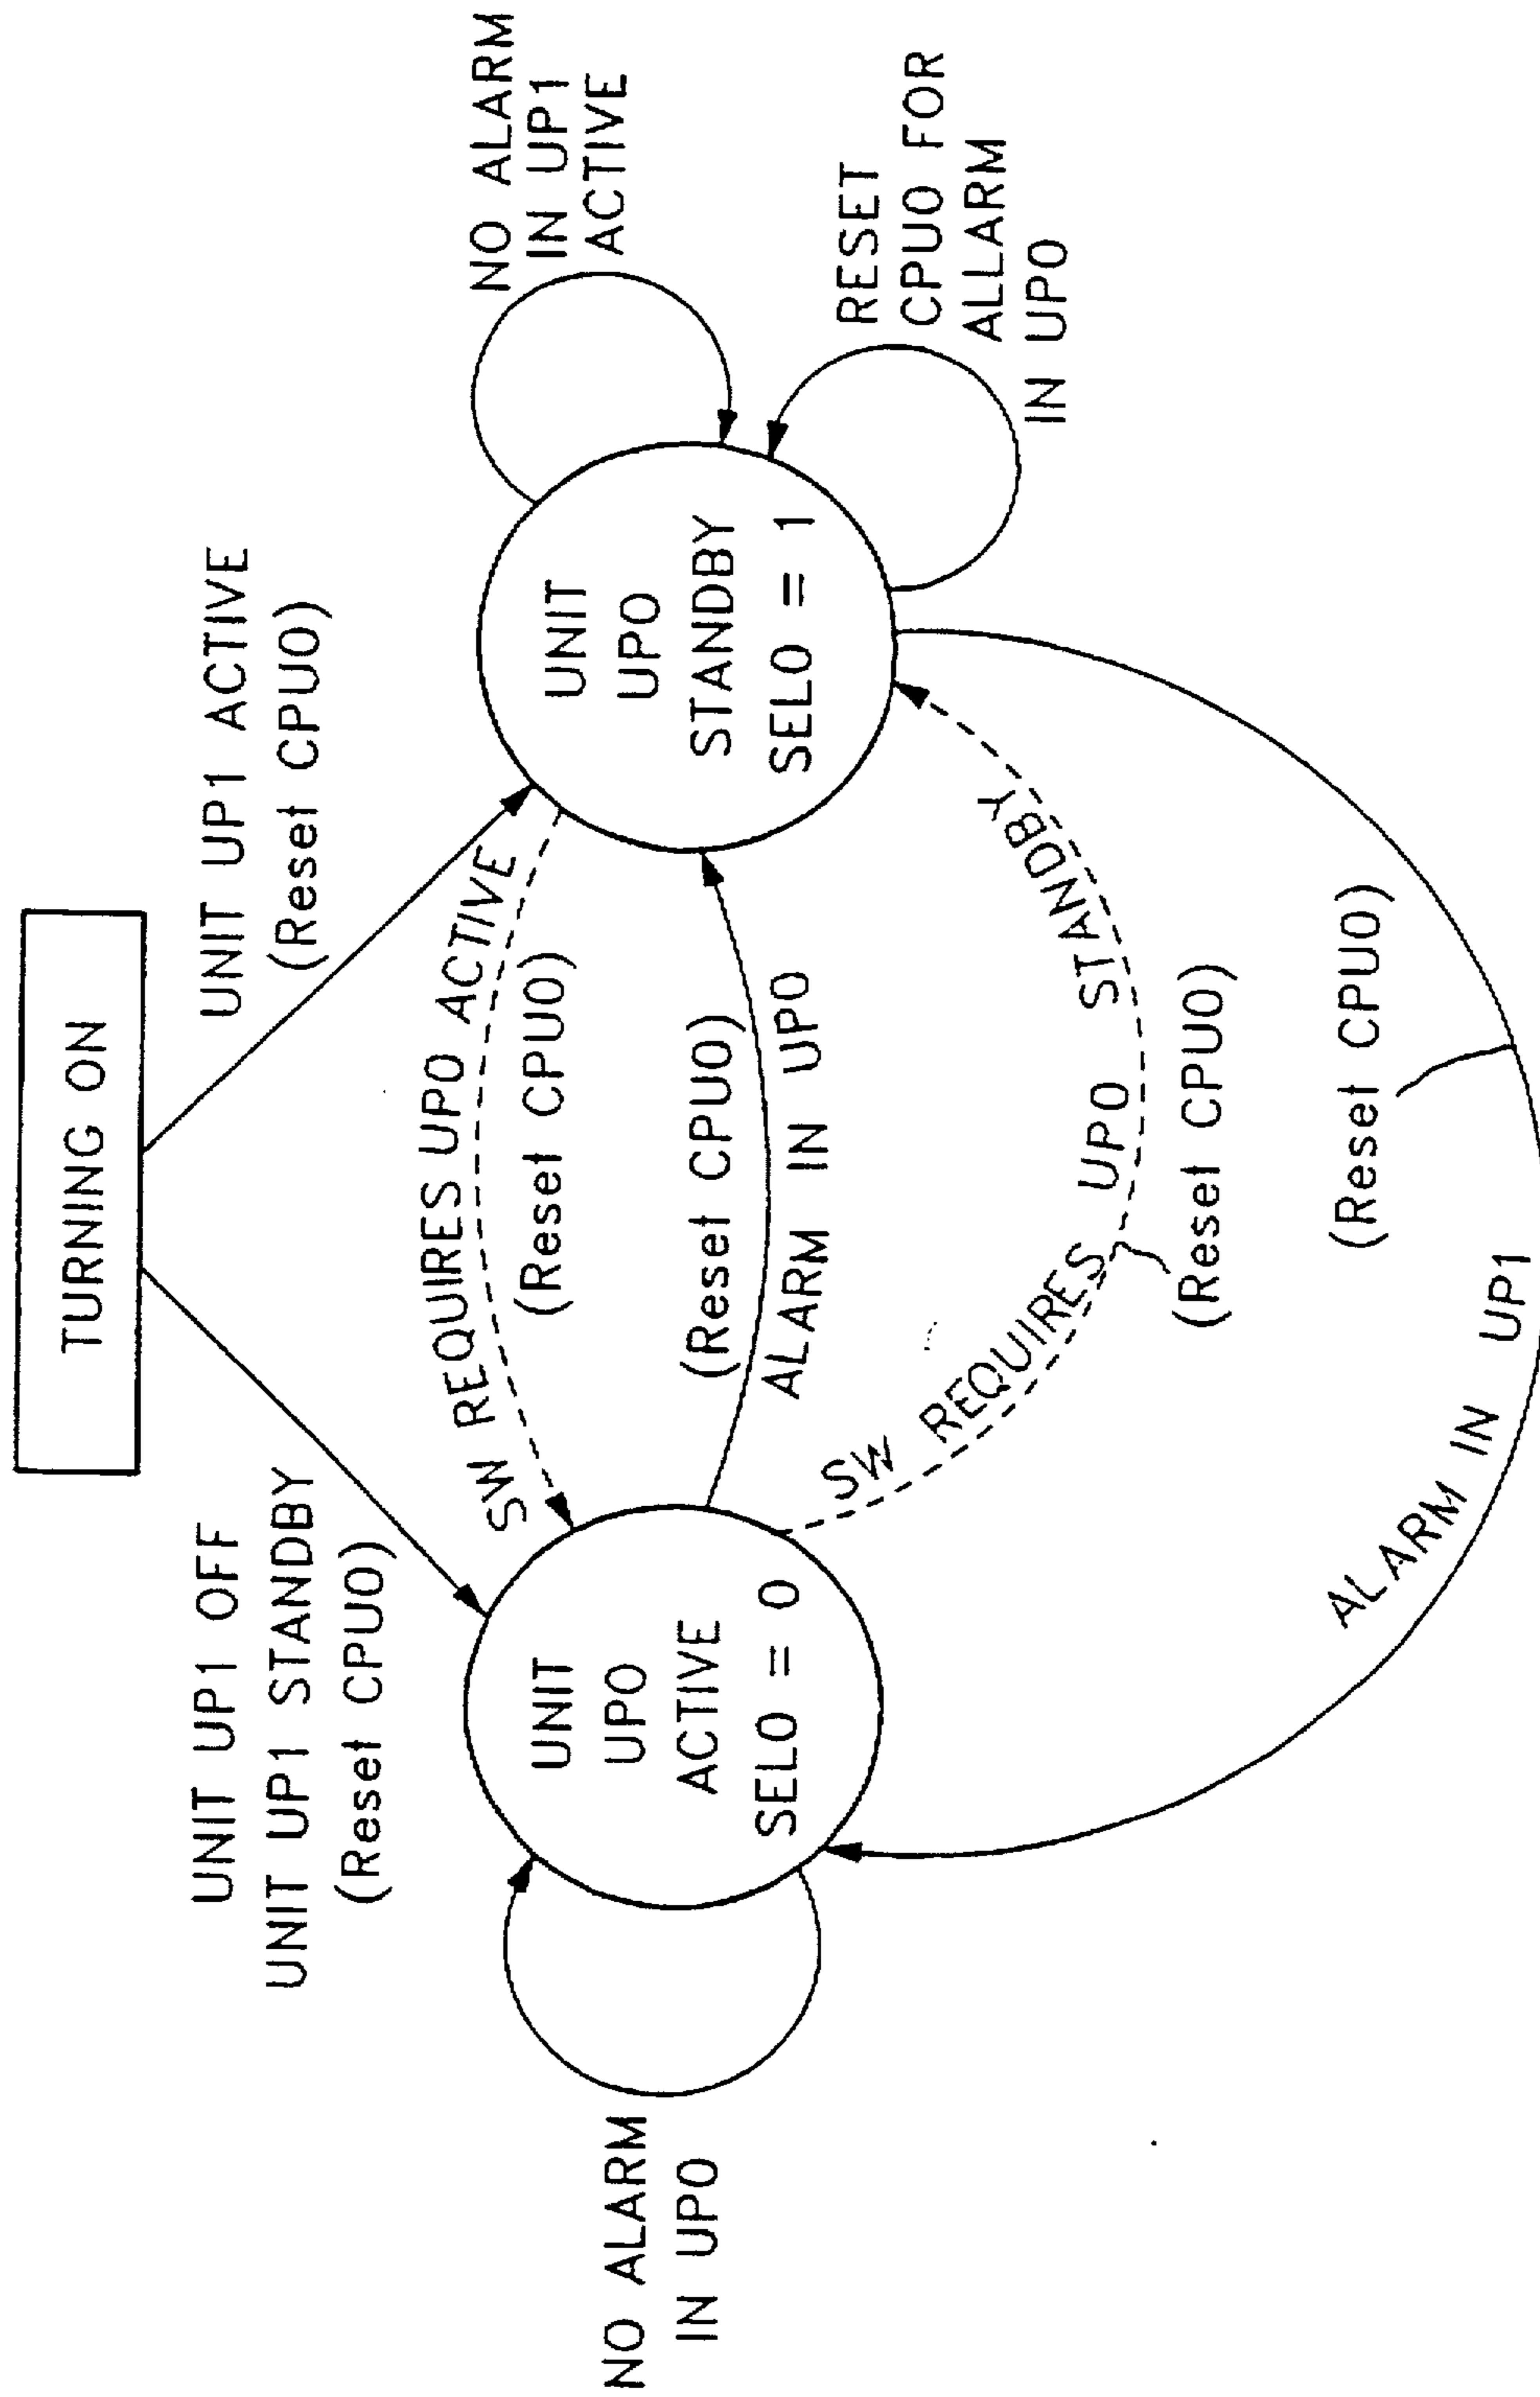 TURNING ON
UNIT UP1 OFF
UNIT UP1 STANDBY
(Reset CPU0)
UNIT UP1 ACTIVE
(Reset CPU0)
SW REQUIRES UP0 ACTIVE
(Reset CPU0)
NO ALARM
IN UP0
UNIT
UP0
ACTIVE
SEL0 = 0
(Reset CPU0)
ALARM IN UP0
UNIT
UP0
STANDBY
SEL0 = 1
NO ALARM
IN UP1
ACTIVE
RESET
CPU0 FOR
ALLARM
IN UP0
SW REQUIRES UP0 STANDBY
(Reset CPU0)
(Reset CPU0)
ALARM IN UP1